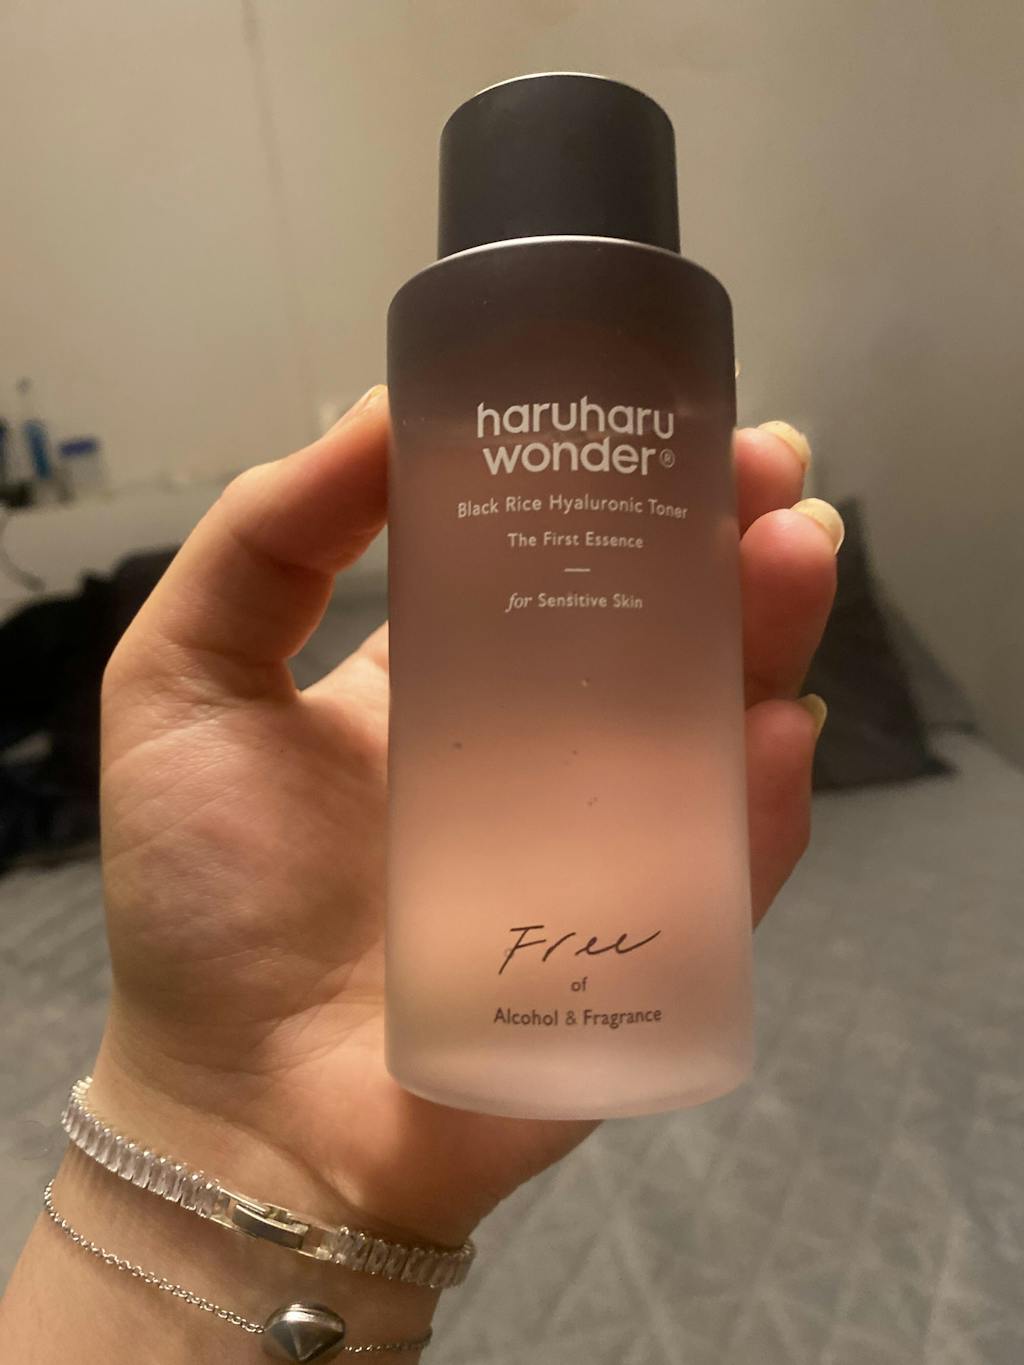 haruharu
wonder®
Black Rice Hyaluronic Toner
The First Essence
for Sensitive Skin
Free
of
Alcohol & Fragrance